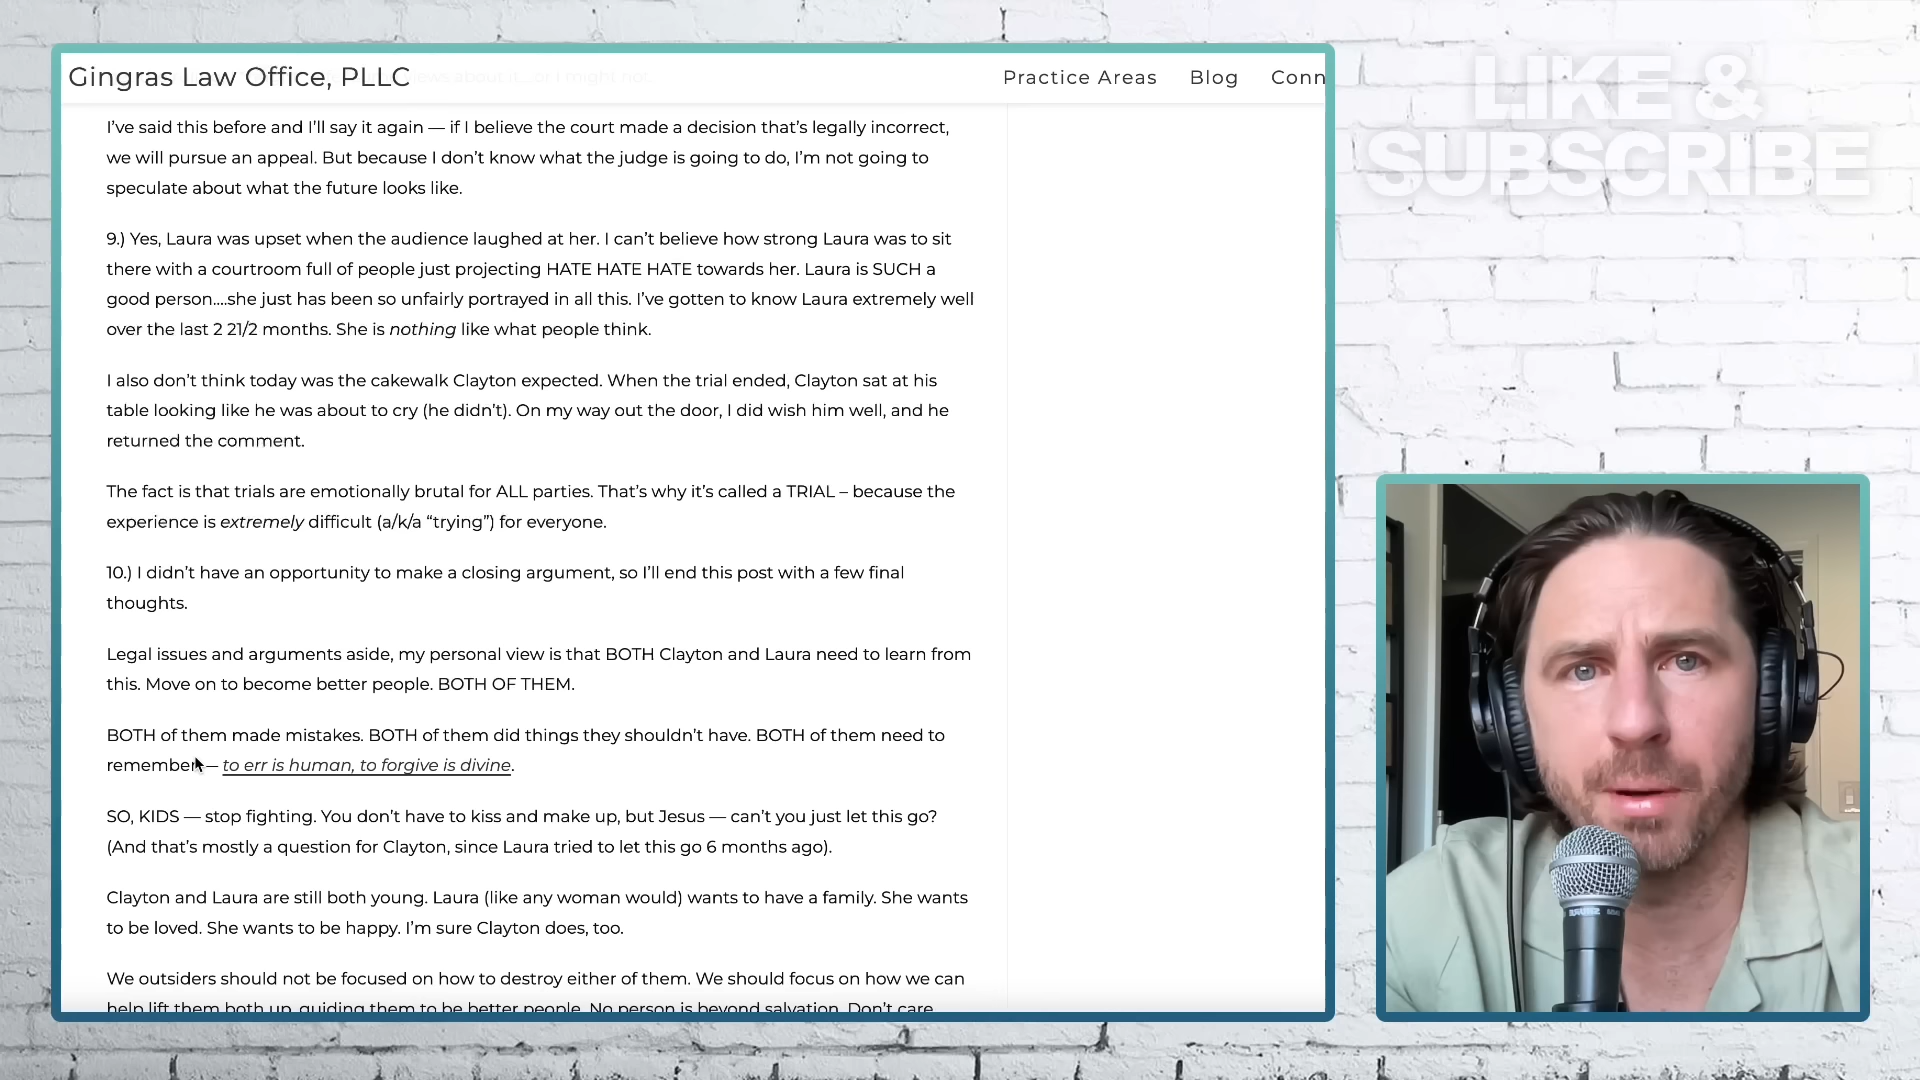 Gingras Law Office, PLLC
Practice Areas Blog Conn
I’ve said this before and I’ll say it again — if I believe the court made a decision that’s legally incorrect,
we will pursue an appeal. But because I don’t know what the judge is going to do, I’m not going to
speculate about what the future looks like.
9.) Yes, Laura was upset when the audience laughed at her. I can’t believe how strong Laura was to sit
there with a courtroom full of people just projecting HATE HATE HATE towards her. Laura is SUCH a
good person….she just has been so unfairly portrayed in all this. I’ve gotten to know Laura extremely well
over the last 2 21/2 months. She is nothing like what people think.
I also don’t think today was the cakewalk Clayton expected. When the trial ended, Clayton sat at his
table looking like he was about to cry (he didn’t). On my way out the door, I did wish him well, and he
returned the comment.
The fact is that trials are emotionally brutal for ALL parties. That’s why it’s called a TRIAL – because the
experience is extremely difficult (a/k/a “trying”) for everyone.
10.) I didn’t have an opportunity to make a closing argument, so I’ll end this post with a few final
thoughts.
Legal issues and arguments aside, my personal view is that BOTH Clayton and Laura need to learn from
this. Move on to become better people. BOTH OF THEM.
BOTH of them made mistakes. BOTH of them did things they shouldn’t have. BOTH of them need to
remember — to err is human, to forgive is divine.
SO, KIDS — stop fighting. You don’t have to kiss and make up, but Jesus — can’t you just let this go?
(And that’s mostly a question for Clayton, since Laura tried to let this go 6 months ago).
Clayton and Laura are still both young. Laura (like any woman would) wants to have a family. She wants
to be loved. She wants to be happy. I’m sure Clayton does, too.
We outsiders should not be focused on how to destroy either of them. We should focus on how we can
help lift them both up, guiding them to be better people. No person is beyond salvation. Don’t care
LIKE &
SUBSCRIBE